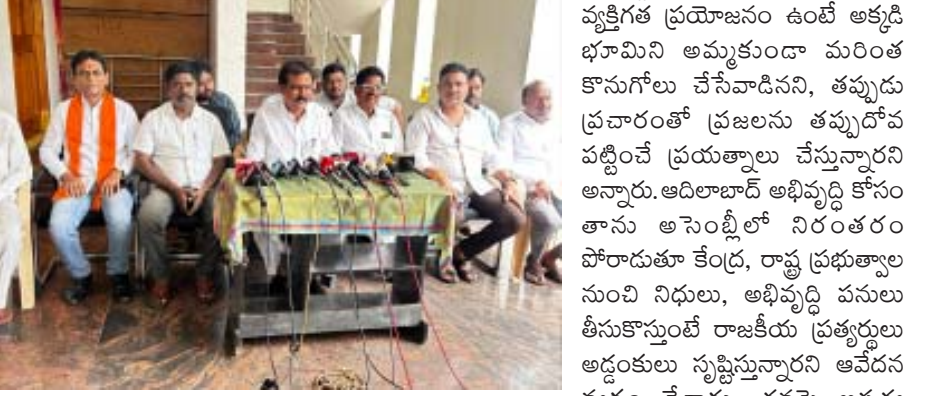 వ్యక్తిగత ప్రయోజనం ఉంటే అక్కడి
భూమిని అమ్మకుండా మరింత
కొనుగోలు చేసేవాడినని, తప్పుడు
ప్రచారంతో ప్రజలను తప్పుదోవ
పట్టించే ప్రయత్నాలు చేస్తున్నారని
అన్నారు.ఆదిలాబాద్ అభివృద్ధి కోసం
తాను అసెంబ్లీలో నిరంతరం
పోరాడుతూ కేంద్ర, రాష్ట్ర ప్రభుత్వాల
నుంచి నిధులు, అభివృద్ధి పనులు
తీసుకొస్తుంటే రాజకీయ ప్రత్యర్థులు
అడ్డంకులు సృష్టిస్తున్నారని ఆవేదన